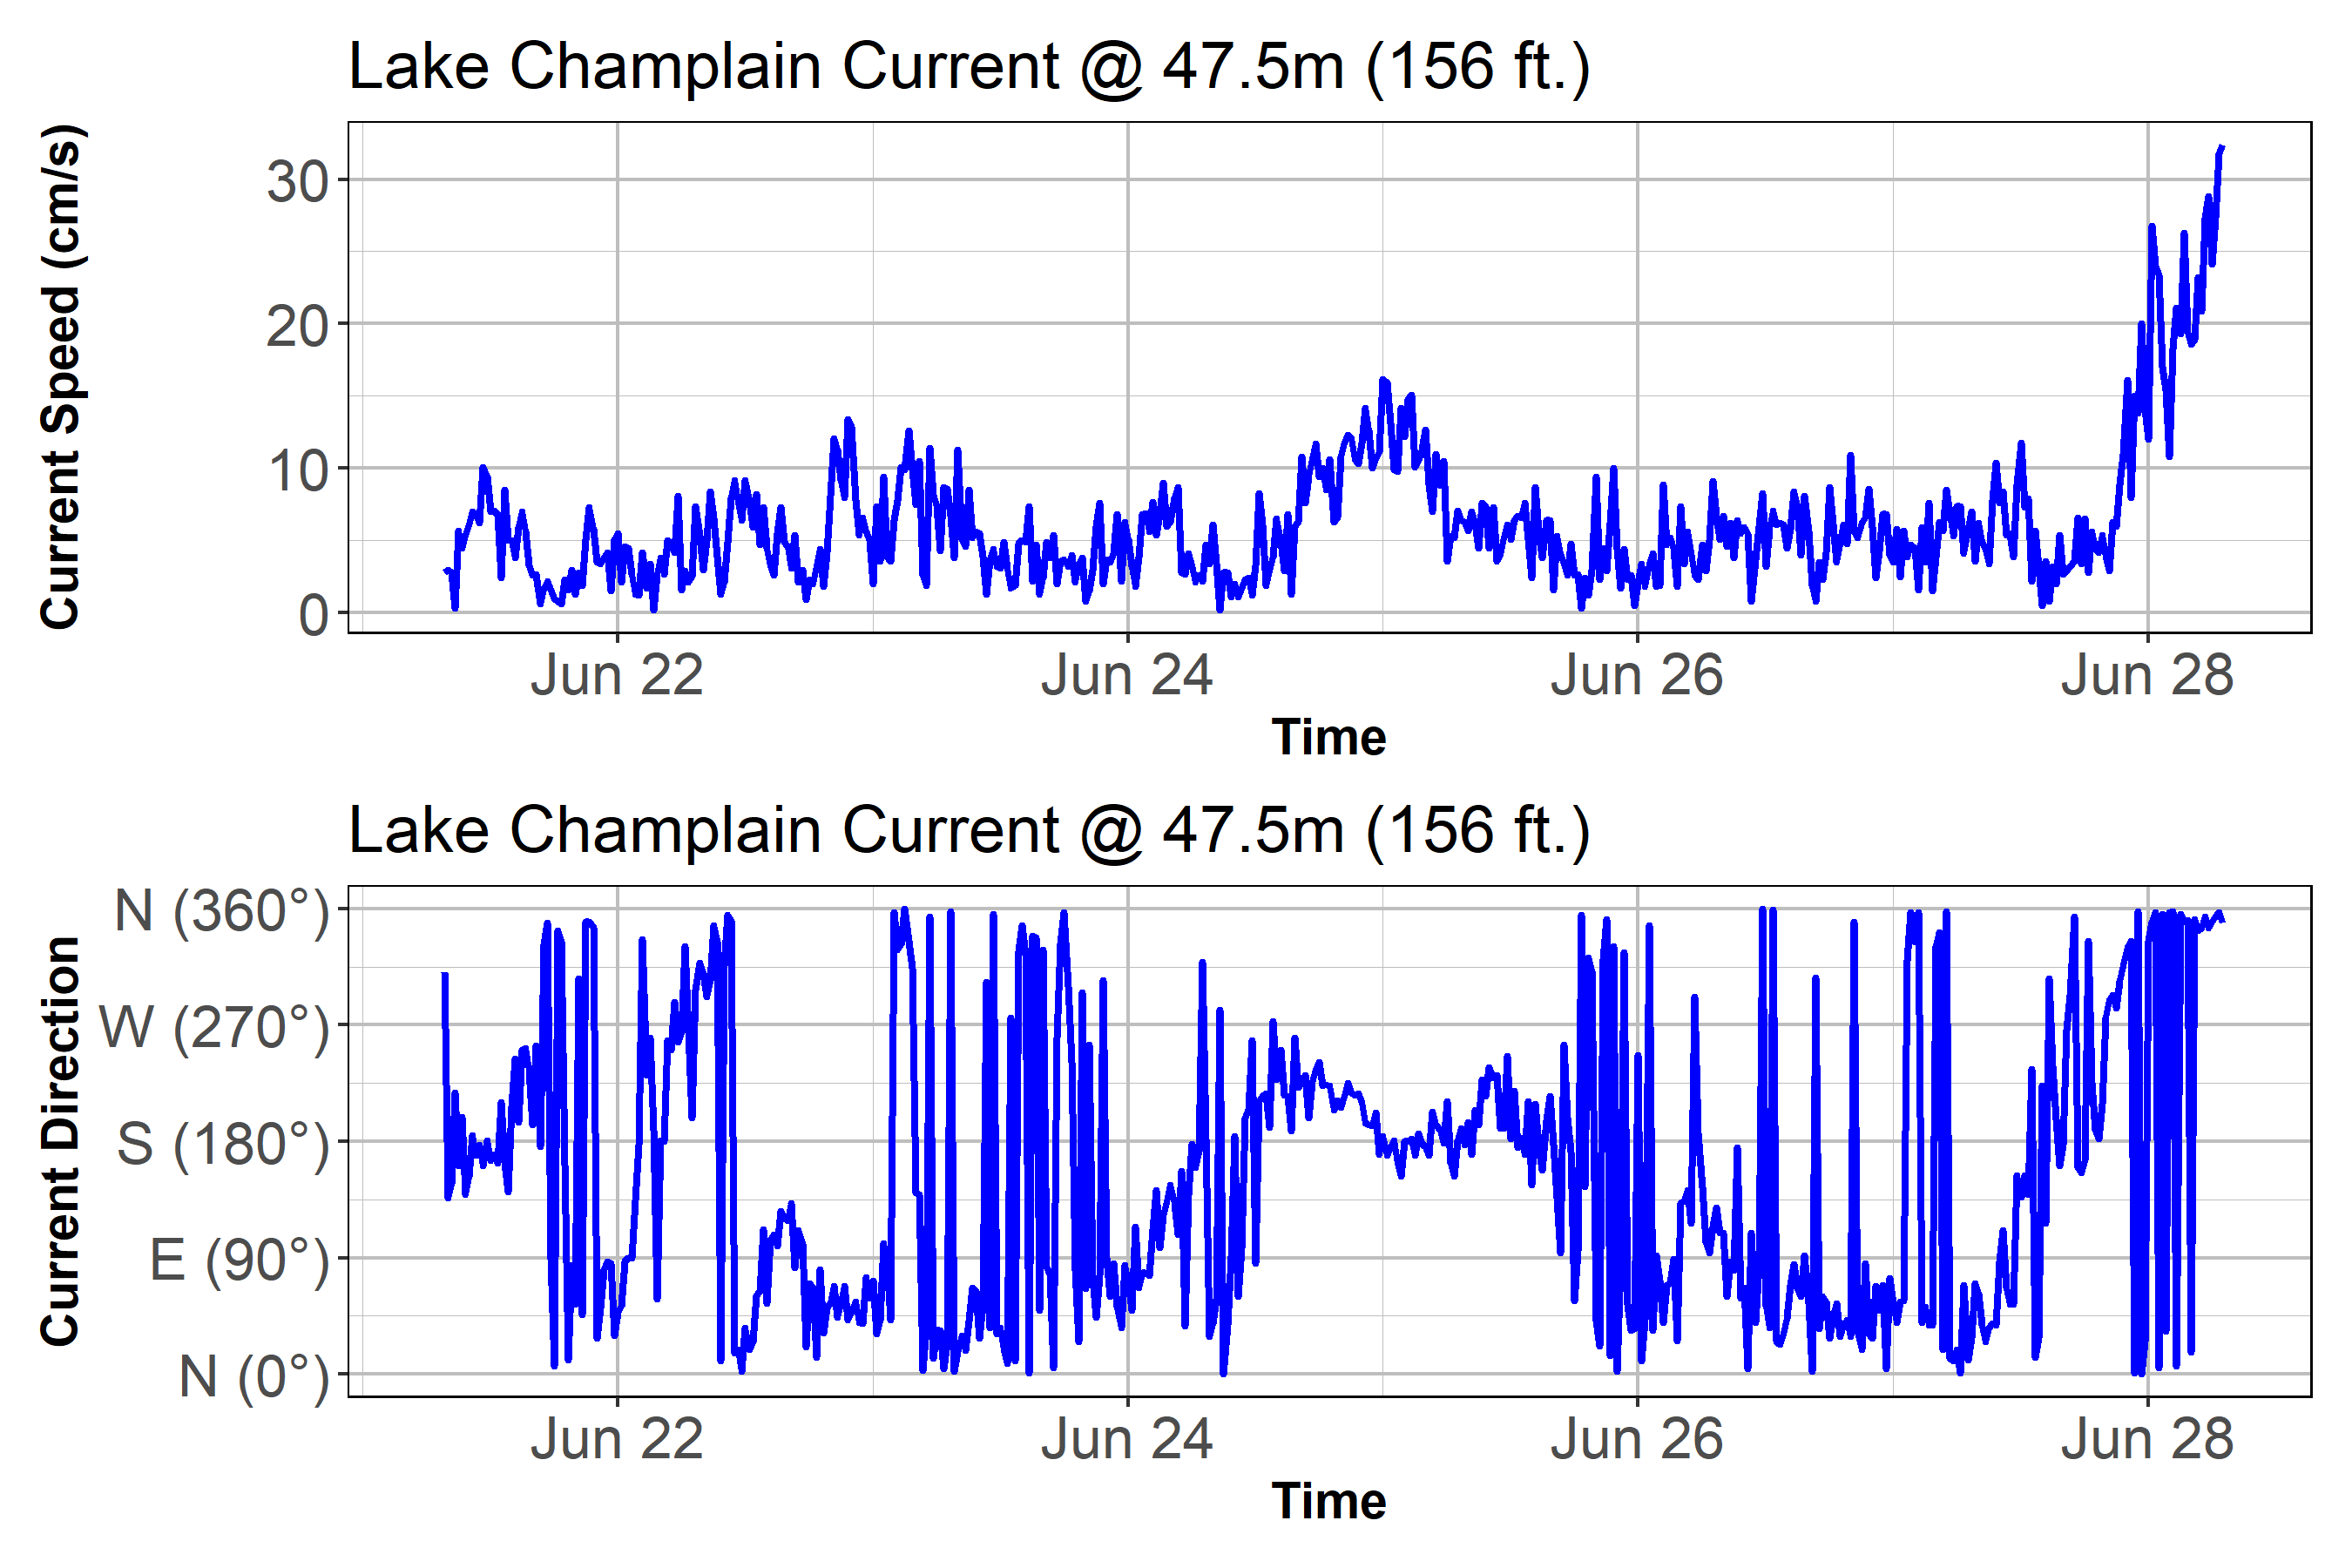 Lake Champlain Current @ 47.5m (156 ft.)
Current Speed (cm/s)
30
20
10
0
Jun 22 Jun 24 Jun 26 Jun 28
Time
Lake Champlain Current @ 47.5m (156 ft.)
Current Direction
N (360°)
W (270°)
S (180°)
E (90°)
N (0°)
Jun 22 Jun 24 Jun 26 Jun 28
Time